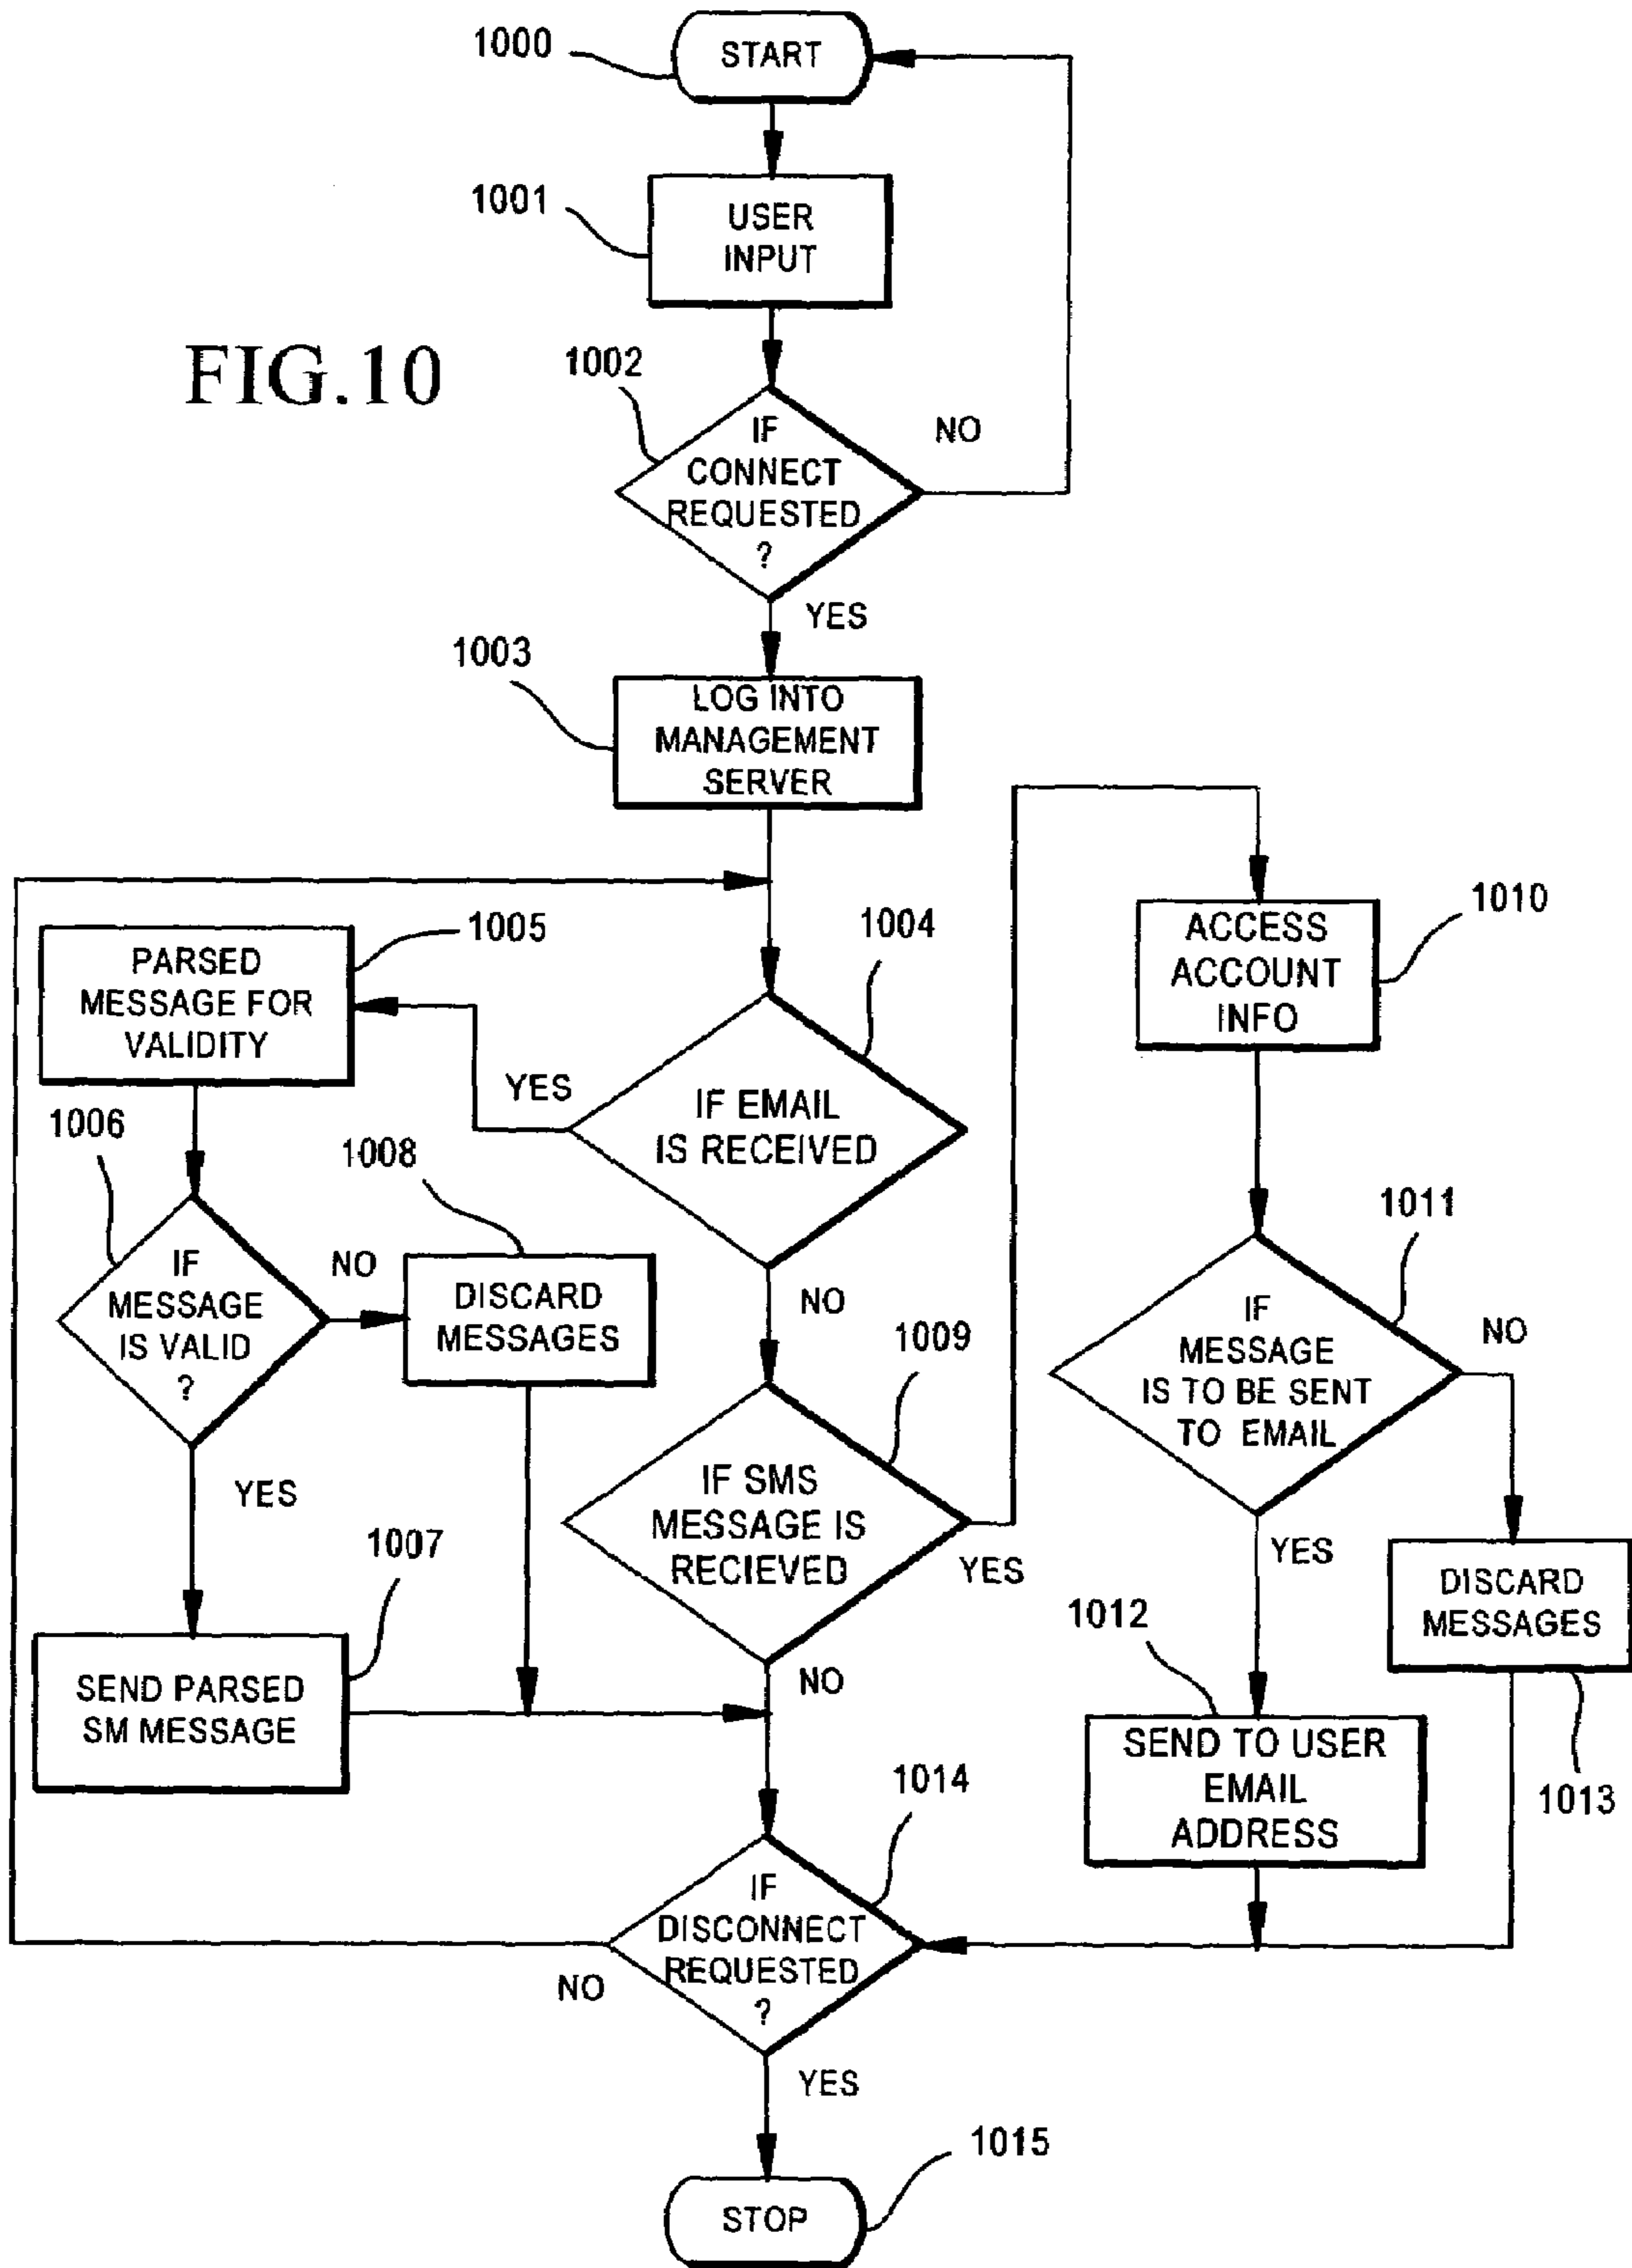 1000
START
1001
USER
INPUT
FIG.10
1002
IF
CONNECT
REQUESTED
?
NO
YES
1003
LOG INTO
MANAGEMENT
SERVER
1004
IF EMAIL
IS RECEIVED
YES
NO
1005
PARSED
MESSAGE FOR
VALIDITY
1006
IF
MESSAGE
IS VALID
?
NO
YES
1008
DISCARD
MESSAGES
1007
SEND PARSED
SM MESSAGE
1009
IF SMS
MESSAGE IS
RECIEVED
YES
NO
1010
ACCESS
ACCOUNT
INFO
1011
IF
MESSAGE
IS TO BE SENT
TO EMAIL
NO
YES
1012
SEND TO USER
EMAIL
ADDRESS
DISCARD
MESSAGES
1013
1014
IF
DISCONNECT
REQUESTED
?
NO
YES
1015
STOP